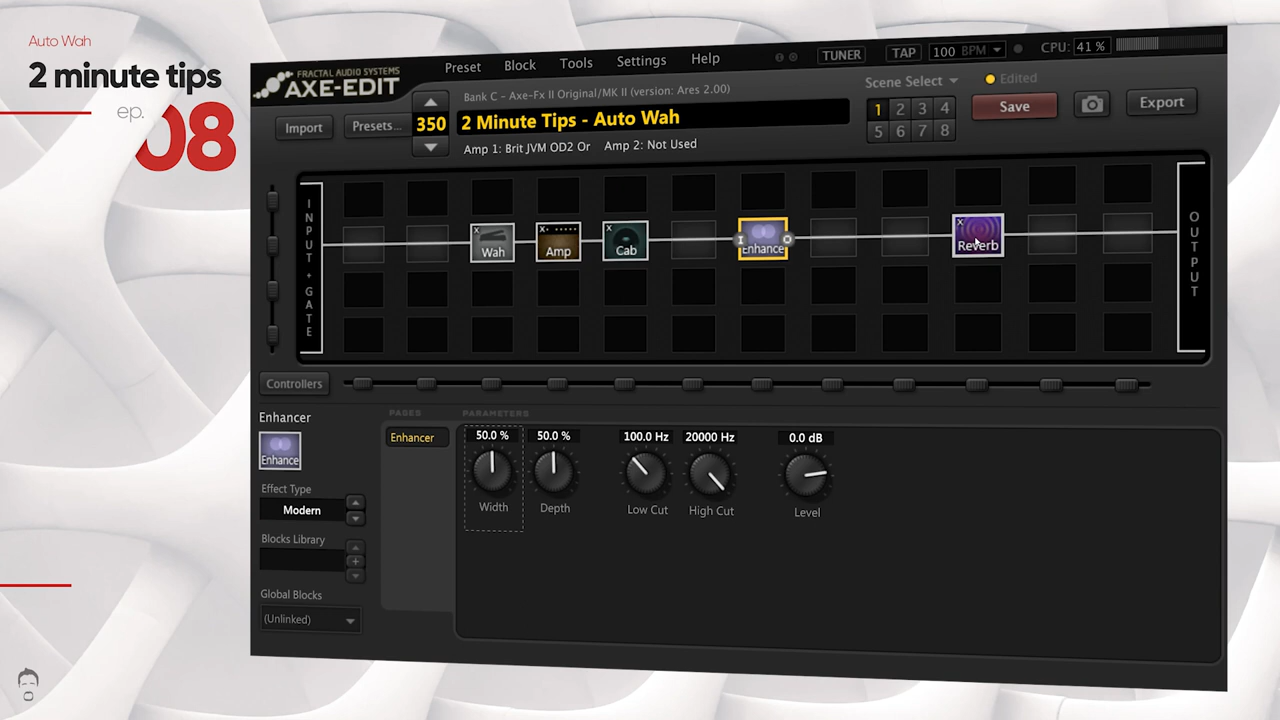 Auto Wah
2 minute tips
ep. 08
FRACTAL AUDIO SYSTEMS
AXE-EDIT
Preset Block Tools Settings Help
TUNER TAP 100 BPM CPU: 41 %
Import Presets... 350
Bank C - Axe-Fx II Original/MK II (version: Ares 2.00)
2 Minute Tips - Auto Wah
Amp 1: Brit JVM OD2 Or Amp 2: Not Used
Scene Select
1 2 3 4
5 6 7 8
Edited
Save Export
INPUT + GATE
X Wah
X Amp
X Cab
I Enhance O
X Reverb
OUTPUT
Controllers
Enhancer
Enhance
Effect Type
Modern
Blocks Library
+
Global Blocks
(Unlinked)
PAGES
Enhancer
PARAMETERS
50.0 % 50.0 % 100.0 Hz 20000 Hz 0.0 dB
Width Depth Low Cut High Cut Level